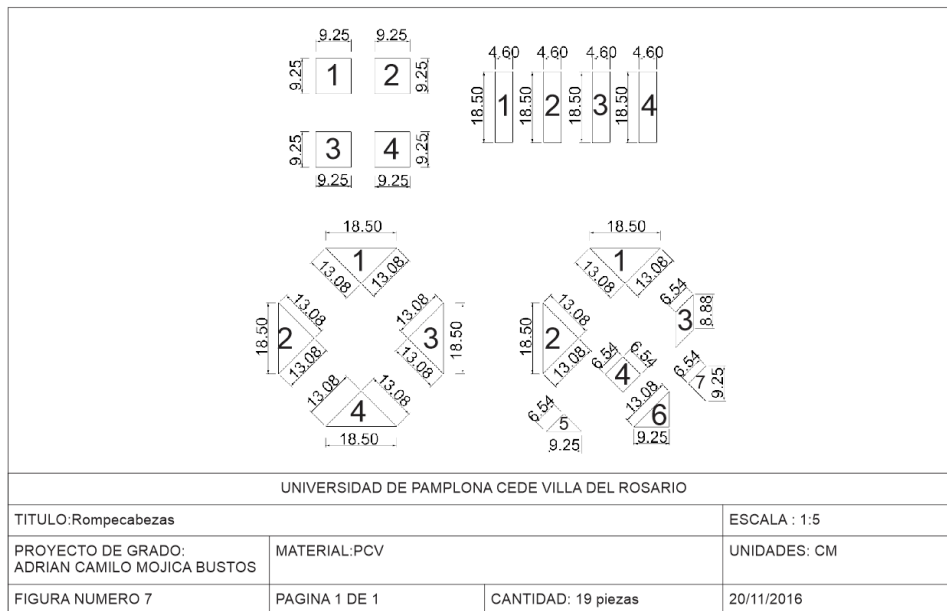 9.25 9.25
9.25 1 2 9.25
9.25 3 4 9.25
9.25 9.25
4.60 4.60 4.60 4.60
18.50 1 18.50 2 18.50 3 18.50 4
18.50
1
13.08 13.08
13.08 13.08
18.50 2 3 18.50
13.08 13.08
13.08 13.08
4
18.50
18.50
1
13.08 13.08
6.54
3 8.88
13.08
18.50 2
13.08
6.54 6.54
4
6.54
7 9.25
13.08
6
9.25
6.54
5
9.25
UNIVERSIDAD DE PAMPLONA CEDE VILLA DEL ROSARIO
TITULO:Rompecabezas
ESCALA : 1:5
PROYECTO DE GRADO:
ADRIAN CAMILO MOJICA BUSTOS
MATERIAL:PCV
UNIDADES: CM
FIGURA NUMERO 7
PAGINA 1 DE 1
CANTIDAD: 19 piezas
20/11/2016